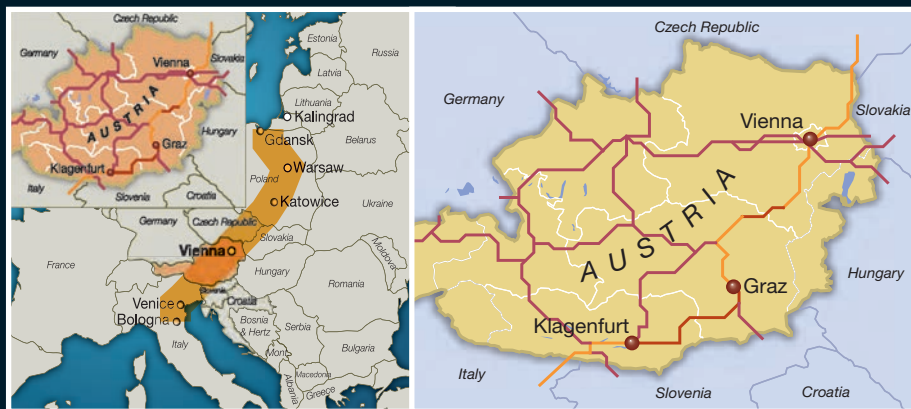 Czech Republic
Germany
Vienna
Slovakia
AUSTRIA
Graz
Hungary
Klagenfurt
Italy
Slovenia
Croatia
Estonia
Russia
Latvia
Lithuania
Kalingrad
Gdansk
Belarus
Warsaw
Poland
Katowice
Ukraine
Germany
Czech Republic
Slovakia
Vienna
Moldova
France
Hungary
Romania
Croatia
Venice
Bologna
Bosnia
& Hertz
Serbia
Italy
Mont.
Bulgaria
Macedonia
Albania
Greece
Czech Republic
Germany
Slovakia
Vienna
AUSTRIA
Graz
Hungary
Klagenfurt
Italy
Slovenia
Croatia